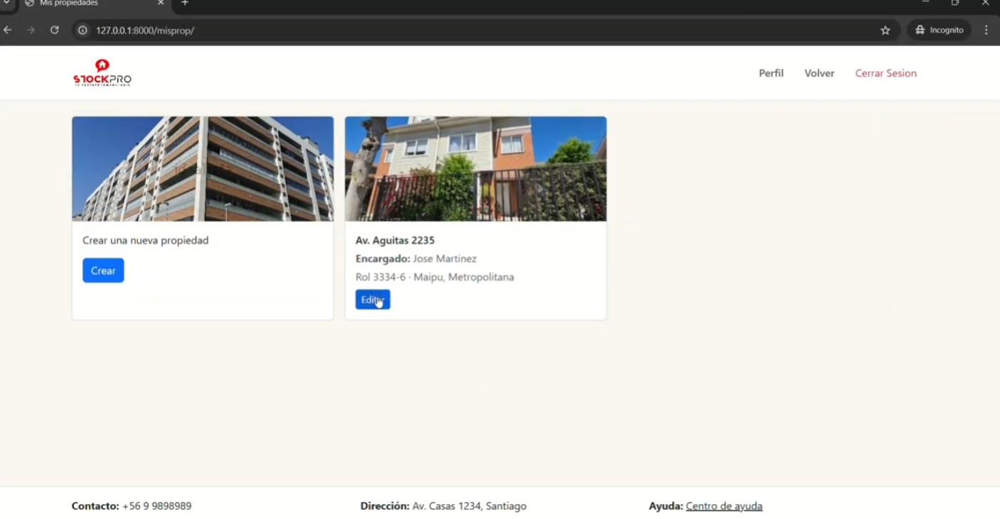 Mis propiedades
127.0.0.1:8000/misprop/
Incognito
STOCKPRO
TU PARTNER INMOBILIARIO
Perfil Volver Cerrar Sesion
Crear una nueva propiedad
Crear
Av. Aguitas 2235
Encargado: Jose Martinez
Rol 3334-6 · Maipu, Metropolitana
Editar
Contacto: +56 9 9898989
Dirección: Av. Casas 1234, Santiago
Ayuda: Centro de ayuda